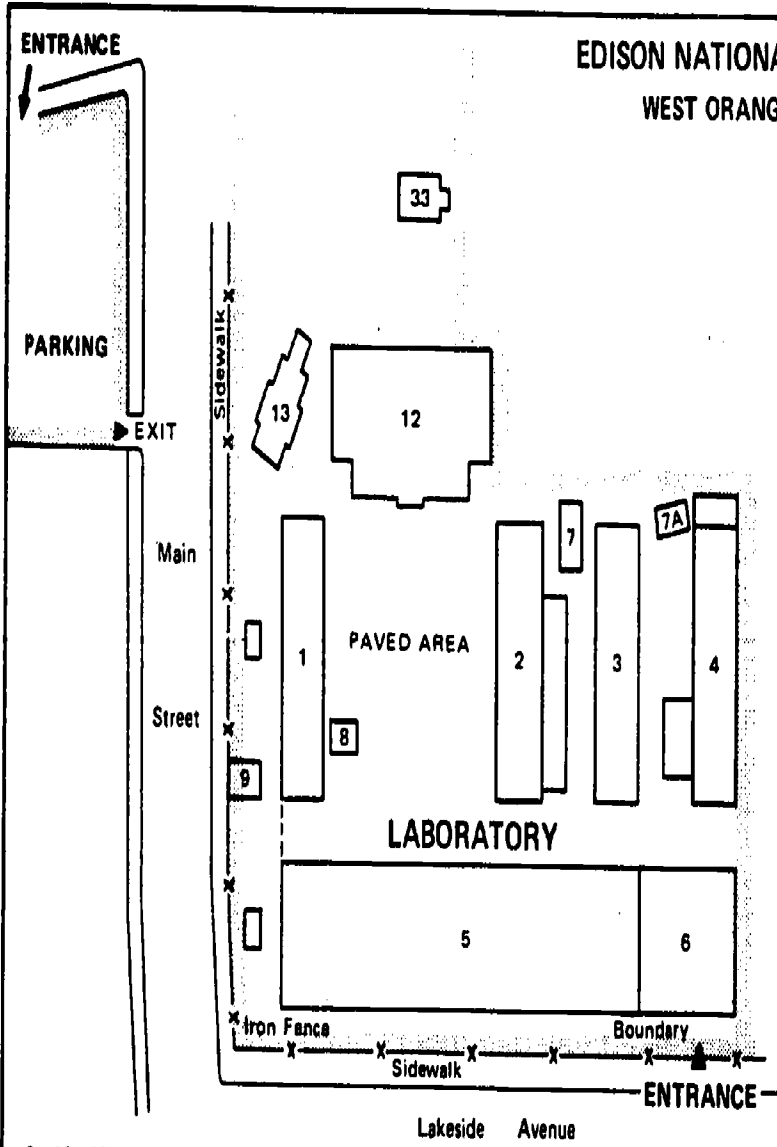 ENTRANCE
EDISON NATIONA
WEST ORANG
33
PARKING
Sidewalk
13
12
EXIT
7
7A
Main
1
PAVED AREA
2
3
4
Street
8
9
LABORATORY
5
6
Iron Fence
Boundary
Sidewalk
ENTRANCE
Lakeside Avenue